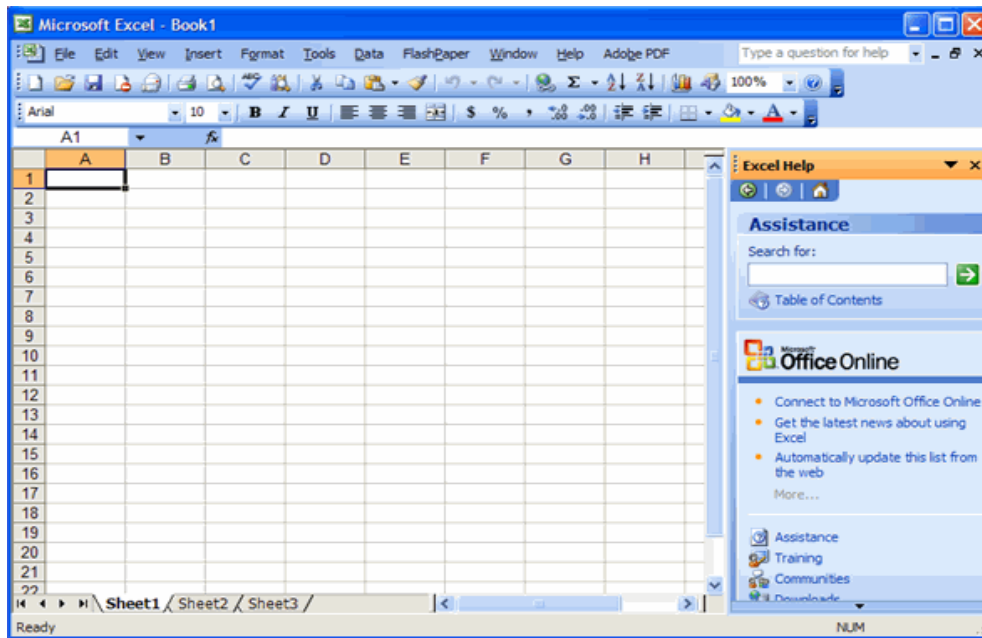 Microsoft Excel - Book1
File Edit View Insert Format Tools Data FlashPaper Window Help Adobe PDF Type a question for help
100%
Arial 10 B I U $ % ,
A1 fx
A B C D E F G H
1
2
3
4
5
6
7
8
9
10
11
12
13
14
15
16
17
18
19
20
21
22
Excel Help
Assistance
Search for:
Table of Contents
Microsoft
Office Online
Connect to Microsoft Office Online
Get the latest news about using
Excel
Automatically update this list from
the web
More...
Assistance
Training
Communities
Downloads
Sheet1 Sheet2 Sheet3
Ready NUM